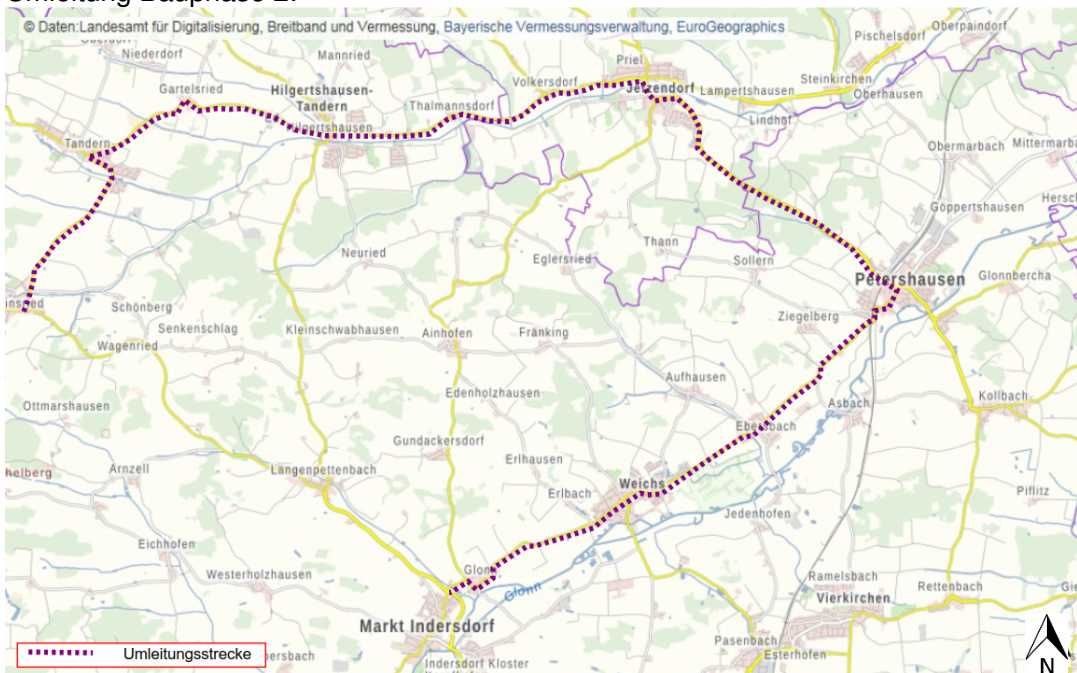 © Daten:Landesamt für Digitalisierung, Breitband und Vermessung, Bayerische Vermessungsverwaltung, EuroGeographics
Pischelsdorf
Oberpaindorf
Niederdorf
Mannried
Priel
Steinkirchen
Gartelsried
Hilgertshausen-
Tandern
Volkersdorf
Jetzendorf
Lampertshausen
Oberhausen
Thalmannsdorf
Lindhof
Tandern
Obermarbach
Mittermarbach
Göppertshausen
Thann
Neuried
Eglersried
Sollern
Petershausen
Glonnbercha
Schönberg
Ziegelberg
Senkenschlag
Kleinschwabhausen
Ainhofen
Fränking
Wagenried
Aufhausen
Edenholzhausen
Kollbach
Asbach
Ottmarshausen
Ebersbach
Gundackersdorf
Erlhausen
Arnzell
Langenpettenbach
Weichs
Erlbach
Piflitz
Jedenhofen
Eichhofen
Glonn
Westerholzhausen
Glonn
Ramelsbach
Rettenbach
Vierkirchen
Markt Indersdorf
Pasenbach
Esterhofen
Indersdorf Kloster
Umleitungsstrecke
N